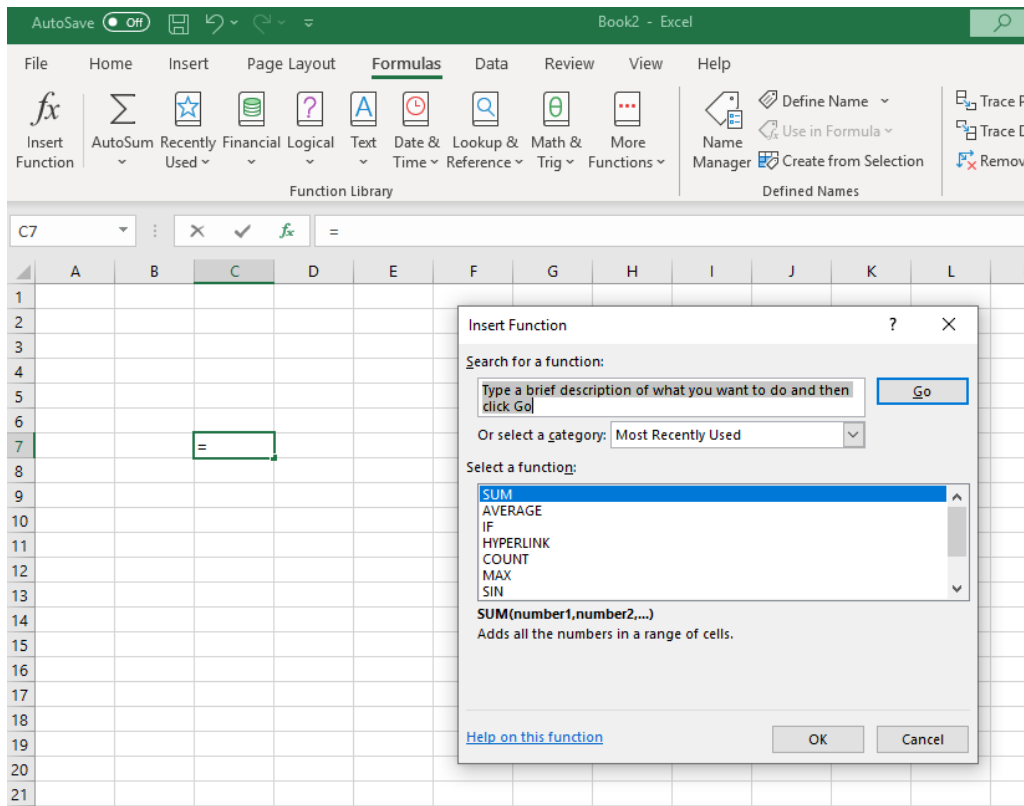 AutoSave Off Book2 - Excel
File Home Insert Page Layout Formulas Data Review View Help
fx Σ ? A θ
Insert Function
AutoSum
Recently Used
Financial
Logical
Text
Date & Time
Lookup & Reference
Math & Trig
More Functions
Function Library
Name Manager
Define Name
Use in Formula
Create from Selection
Defined Names
Trace P
Trace D
Remov
C7 fx =
A B C D E F G H I J K L
1
2
3
4
5
6
7 =
8
9
10
11
12
13
14
15
16
17
18
19
20
21
Insert Function ?
Search for a function:
Type a brief description of what you want to do and then
click Go
Go
Or select a category: Most Recently Used
Select a function:
SUM
AVERAGE
IF
HYPERLINK
COUNT
MAX
SIN
SUM(number1,number2,...)
Adds all the numbers in a range of cells.
Help on this function
OK Cancel